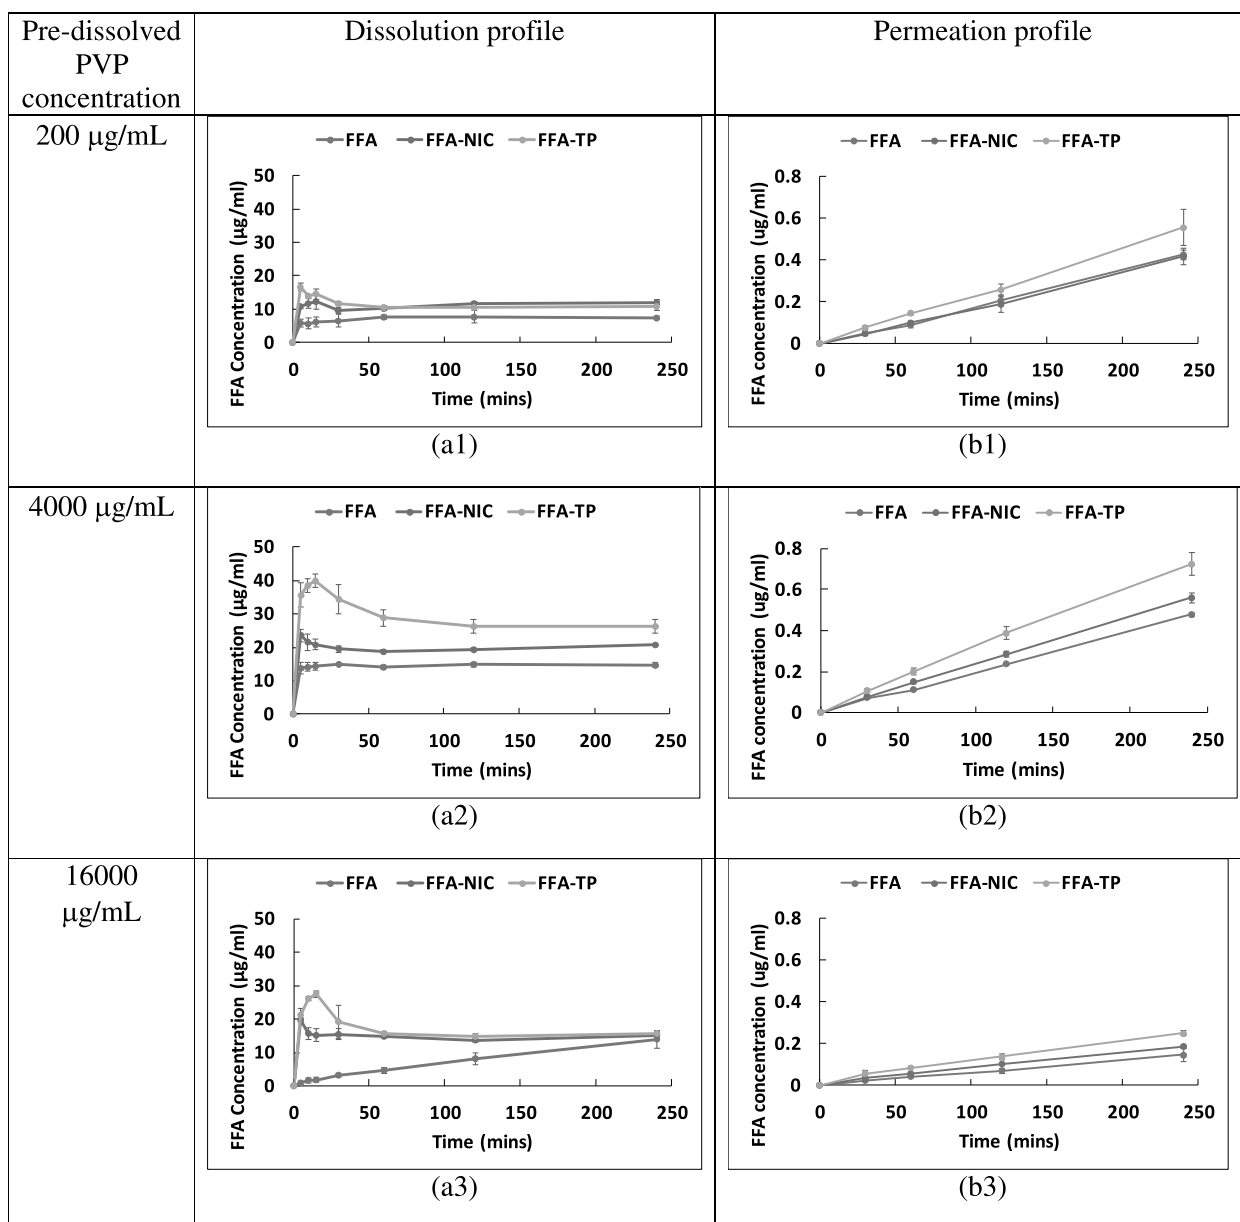 Pre-dissolved
PVP
concentration
Dissolution profile
Permeation profile
200 µg/mL
FFA FFA-NIC FFA-TP
50
40
30
20
10
0
FFA Concentration (µg/ml)
0 50 100 150 200 250
Time (mins)
(a1)
FFA FFA-NIC FFA-TP
0.8
0.6
0.4
0.2
0
FFA concentration (ug/ml)
0 50 100 150 200 250
Time (mins)
(b1)
4000 µg/mL
FFA FFA-NIC FFA-TP
50
40
30
20
10
0
FFA Concentration (µg/ml)
0 50 100 150 200 250
Time (mins)
(a2)
FFA FFA-NIC FFA-TP
0.8
0.6
0.4
0.2
0
FFA concentration (ug/ml)
0 50 100 150 200 250
Time (mins)
(b2)
16000
µg/mL
FFA FFA-NIC FFA-TP
50
40
30
20
10
0
FFA Concentration (µg/ml)
0 50 100 150 200 250
Time (mins)
(a3)
FFA FFA-NIC FFA-TP
0.8
0.6
0.4
0.2
0
FFA concentration (ug/ml)
0 50 100 150 200 250
Time (mins)
(b3)